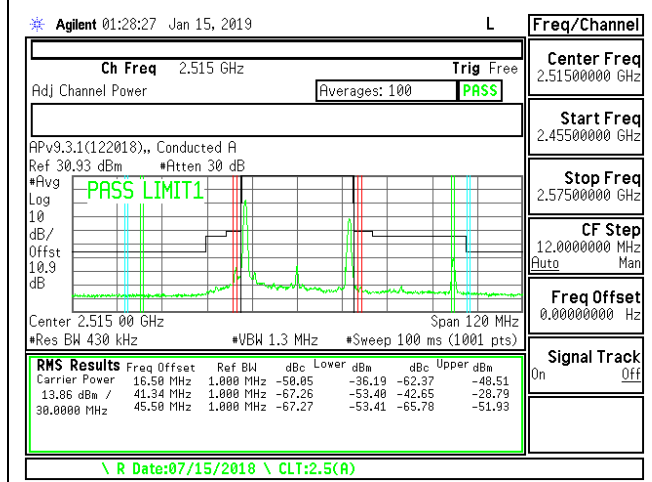 Agilent 01:28:27 Jan 15, 2019 L
Freq/Channel
Ch Freq 2.515 GHz Trig Free
Adj Channel Power Averages: 100 PASS
APv9.3.1(122018),, Conducted A
Ref 30.93 dBm #Atten 30 dB
#Avg
Log
10
dB/
Offst
10.9
dB
PASS LIMIT1
Center 2.515 00 GHz Span 120 MHz
#Res BW 430 kHz #VBW 1.3 MHz #Sweep 100 ms (1001 pts)
RMS Results Freq Offset Ref BW dBc Lower dBm dBc Upper dBm
Carrier Power 16.50 MHz 1.000 MHz -50.05 -36.19 -62.37 -48.51
13.86 dBm / 41.34 MHz 1.000 MHz -67.26 -53.40 -42.65 -28.79
30.0000 MHz 45.50 MHz 1.000 MHz -67.27 -53.41 -65.78 -51.93
\ R Date:07/15/2018 \ CLT:2.5(A)
Center Freq
2.51500000 GHz
Start Freq
2.45500000 GHz
Stop Freq
2.57500000 GHz
CF Step
12.0000000 MHz
Auto Man
Freq Offset
0.00000000 Hz
Signal Track
On Off